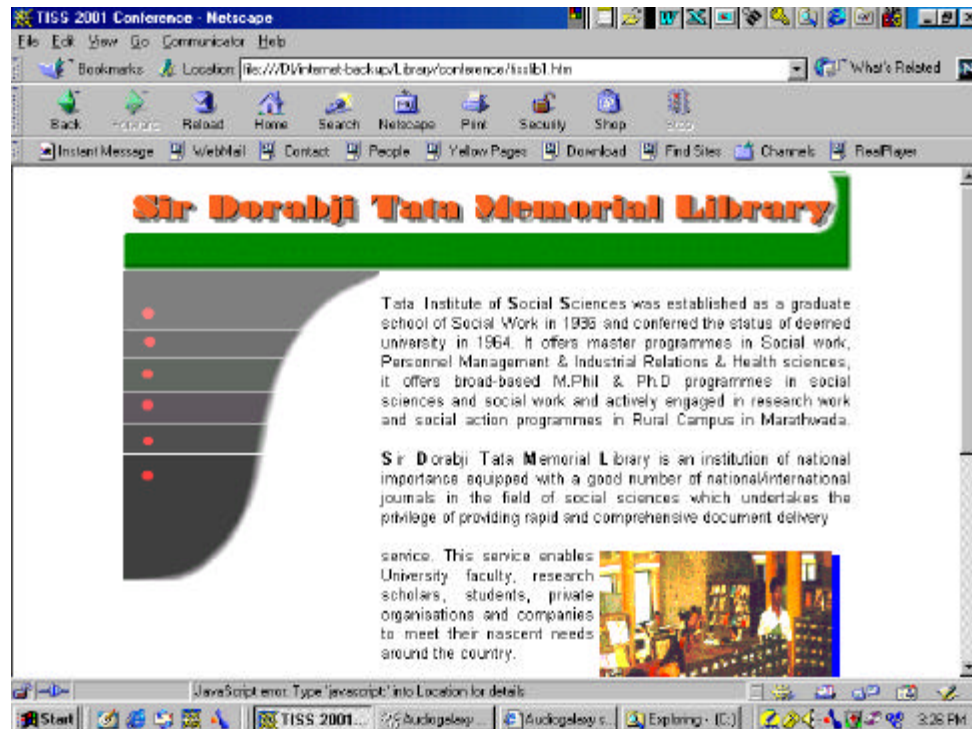 TISS 2001 Conference - Netscape
File Edit View Go Communicator Help
Bookmarks Location: file:///D|/internet-backup/Library/conference/tisslib1.htm What's Related
Back Forward Reload Home Search Netscape Print Security Shop Stop
Instant Message WebMail Contact People Yellow Pages Download Find Sites Channels RealPlayer
Sir Dorabji Tata Memorial Library
Tata Institute of Social Sciences was established as a graduate
school of Social Work in 1936 and conferred the status of deemed
university in 1964. It offers master programmes in Social work,
Personnel Management & Industrial Relations & Health sciences,
it offers broad-based M.Phil & Ph.D programmes in social
sciences and social work and actively engaged in research work
and social action programmes in Rural Campus in Marathwada.
Sir Dorabji Tata Memorial Library is an institution of national
importance equipped with a good number of national/international
journals in the field of social sciences which undertakes the
privilege of providing rapid and comprehensive document delivery
service. This service enables
University faculty, research
scholars, students, private
organisations and companies
to meet their nascent needs
around the country.
JavaScript error: Type 'javascript:' into Location for details
Start TISS 2001... Audiogalaxy ... Audiogalaxy s... Exploring - (C:) 3:26 PM